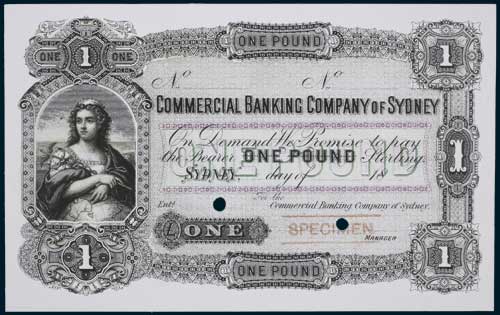 1
ONE ONE
ONE POUND
1
No No
COMMERCIAL BANKING COMPANY OF SYDNEY
On Demand We Promise to pay
the Bearer ONE POUND Sterling.
ONE POUND
SYDNEY day of 18
1
For the
Entd. Commercial Banking Company of Sydney.
£ ONE
SPECIMEN
MANAGER
1
ONE POUND
1